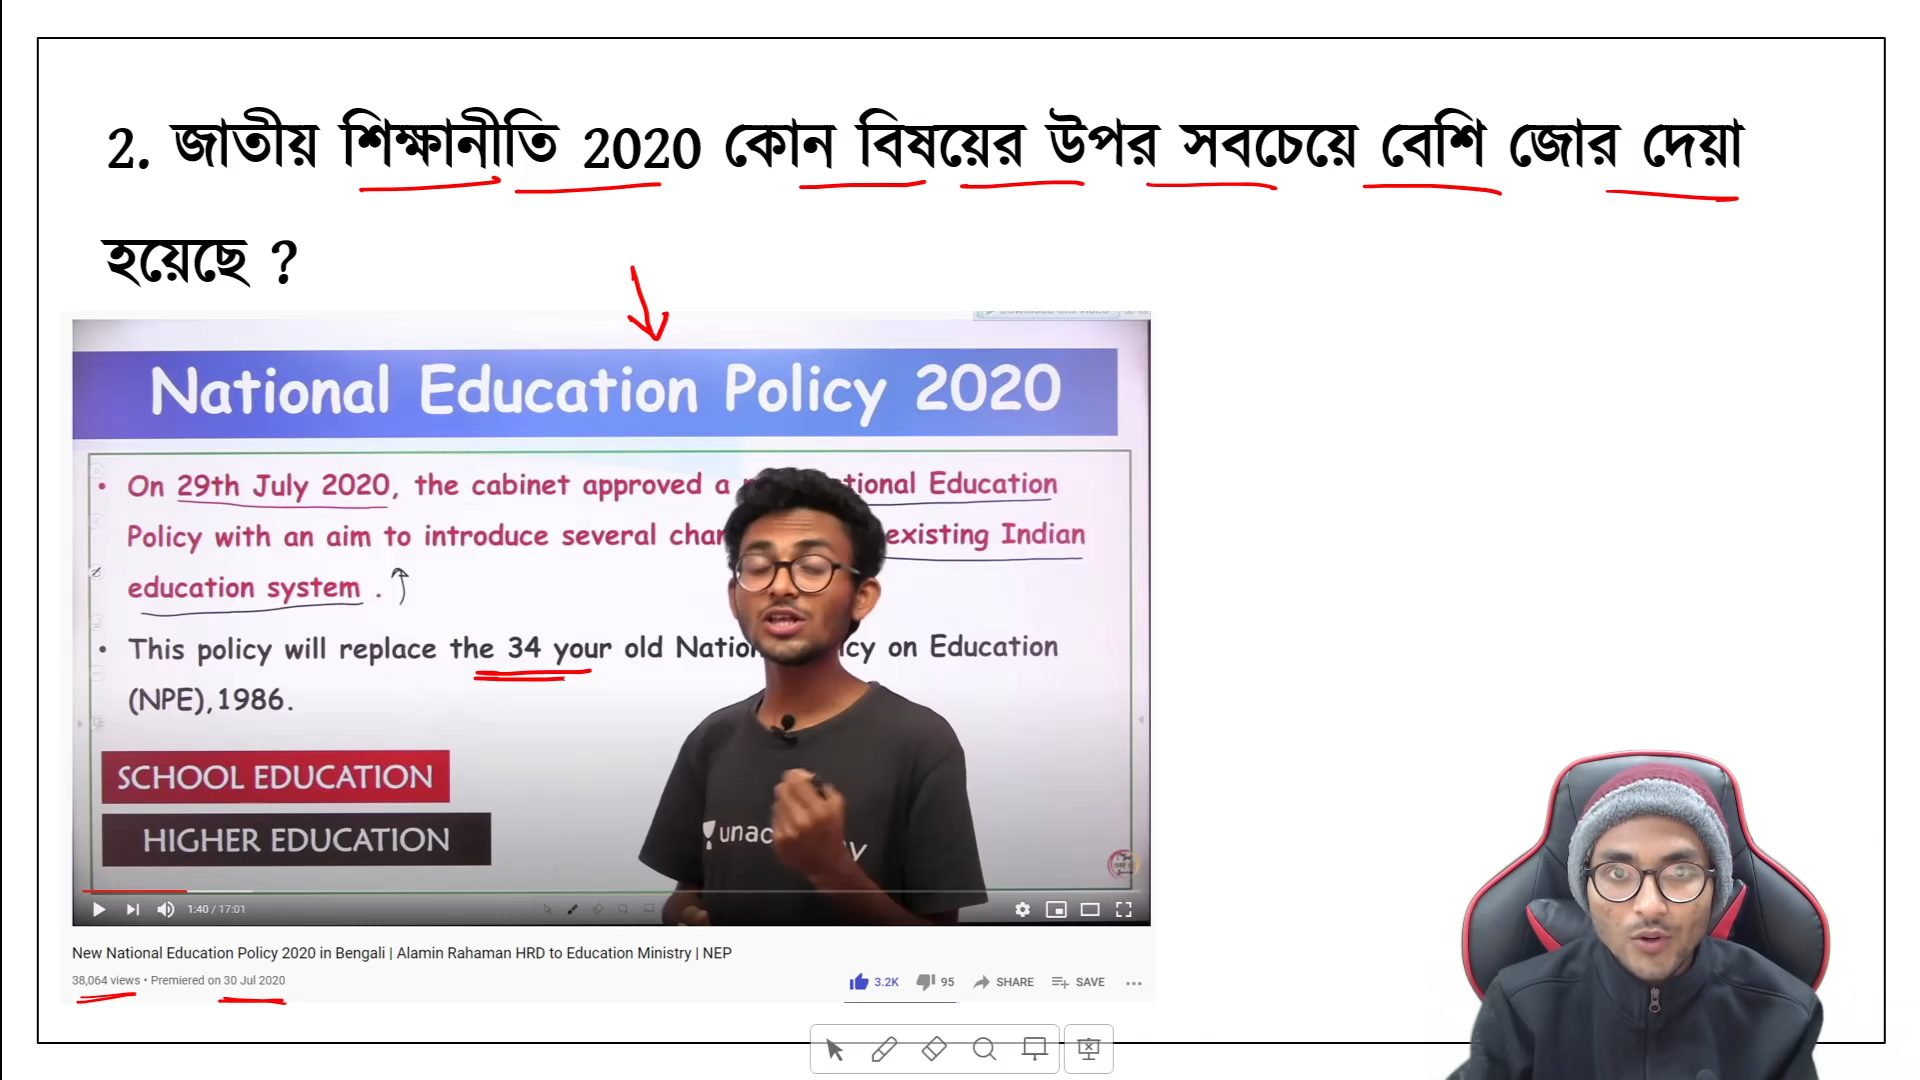 2. জাতীয় শিক্ষানীতি 2020 কোন বিষয়ের উপর সবচেয়ে বেশি জোর দেয়া
হয়েছে ?
National Education Policy 2020
• On 29th July 2020, the cabinet approved a tional Education
Policy with an aim to introduce several existing Indian
education system .
• This policy will replace the 34 your old on Education
(NPE),1986.
SCHOOL EDUCATION
HIGHER EDUCATION
unac y
1:40 / 17:01
New National Education Policy 2020 in Bengali | Alamin Rahaman HRD to Education Ministry | NEP
38,064 views • Premiered on 30 Jul 2020
3.2K 95 SHARE SAVE